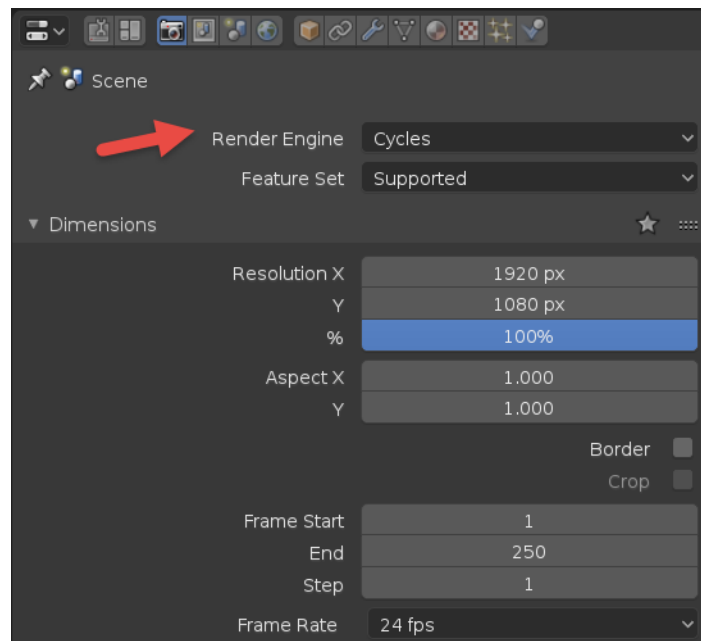 Scene
Render Engine Cycles
Feature Set Supported
Dimensions
Resolution X 1920 px
Y 1080 px
% 100%
Aspect X 1.000
Y 1.000
Border
Crop
Frame Start 1
End 250
Step 1
Frame Rate 24 fps